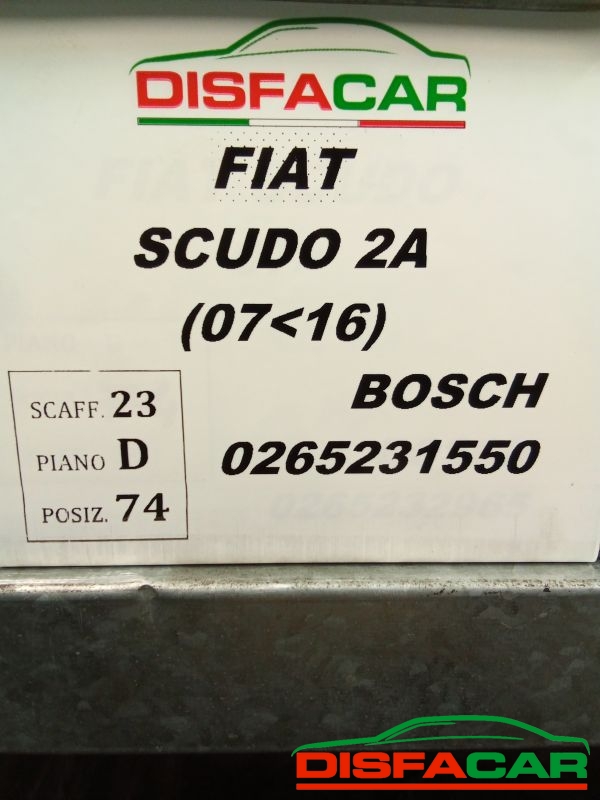 DISFACAR
FIAT
SCUDO 2A
(07<16)
BOSCH
0265231550
SCAFF. 23
PIANO D
POSIZ. 74
DISFACAR